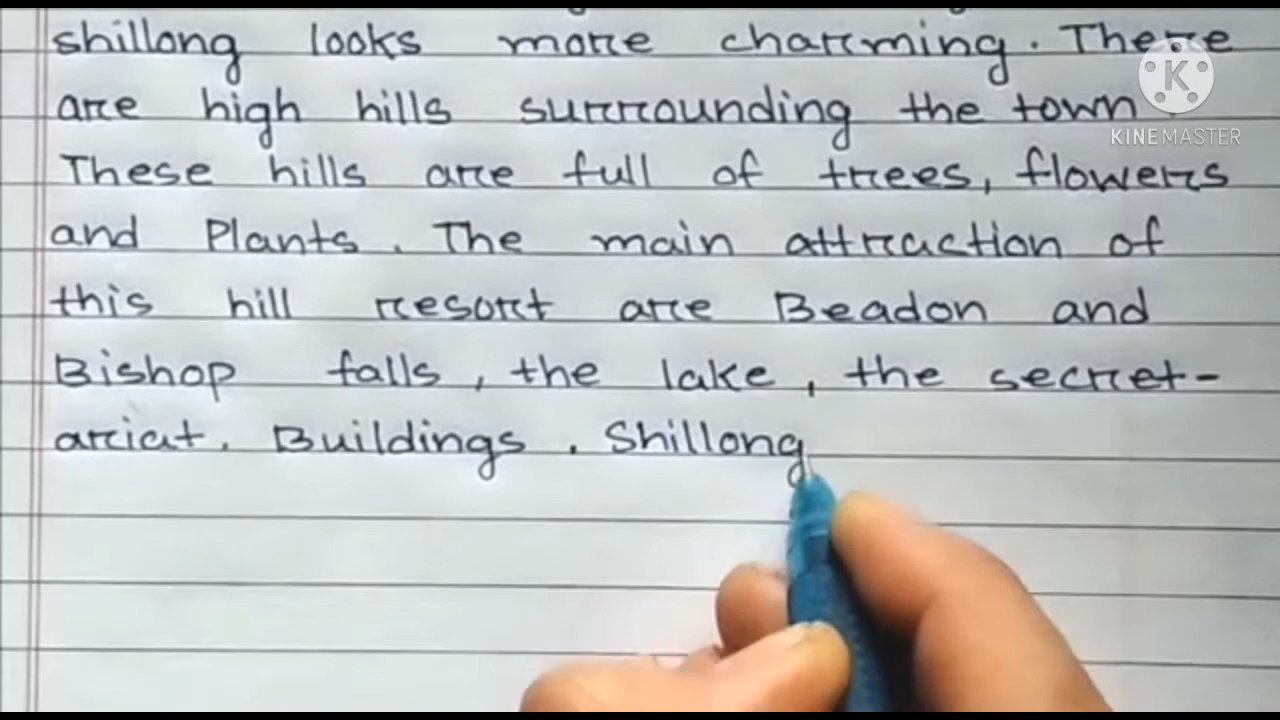 shillong looks more charming. There
are high hills surrounding the town.
These hills are full of trees, flowers
and Plants. The main attraction of
this hill resort are Beadon and
Bishop falls, the lake, the secret-
ariat. Buildings. Shillong
K
KINEMASTER